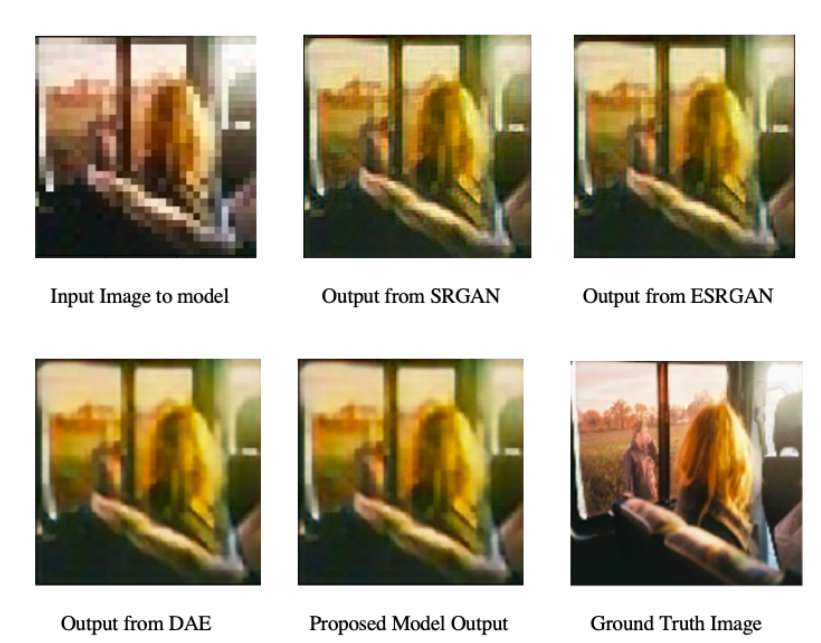 Input Image to model
Output from SRGAN
Output from ESRGAN
Output from DAE
Proposed Model Output
Ground Truth Image